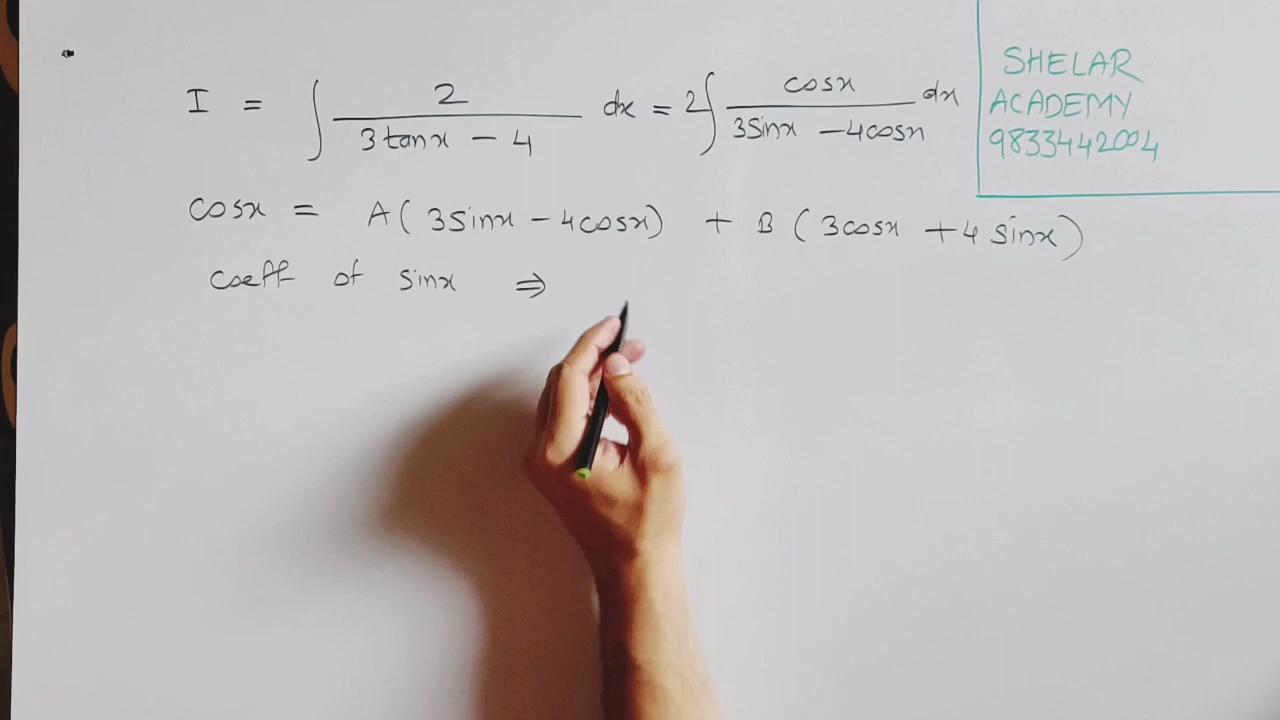 I = ∫ 2 / (3tanx − 4) dx = 2∫ cosx / (3sinx − 4cosx) dx
SHELAR
ACADEMY
9833442004
cosx = A(3sinx − 4cosx) + B(3cosx + 4sinx)
coeff of sinx ⇒